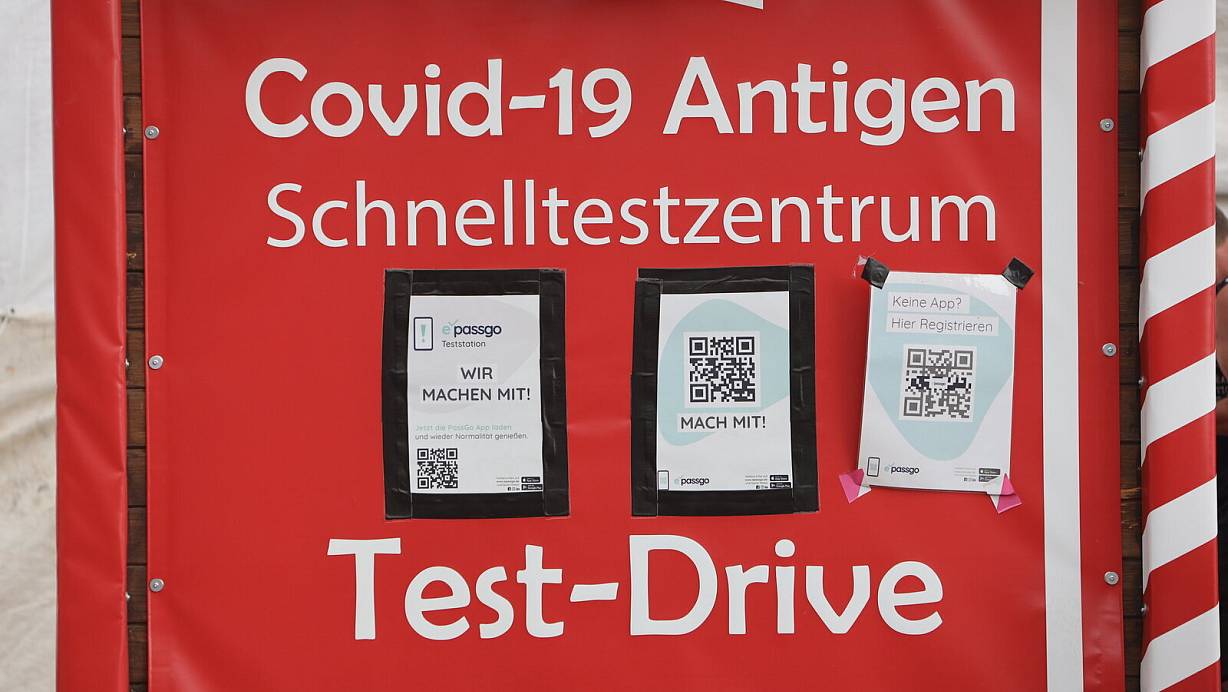 Covid-19 Antigen
Schnelltestzentrum
e passgo
Teststation
WIR
MACHEN MIT!
Jetzt die PassGo App laden
und wieder Normalität genießen.
MACH MIT!
e passgo
Keine App?
Hier Registrieren
e passgo
Test-Drive